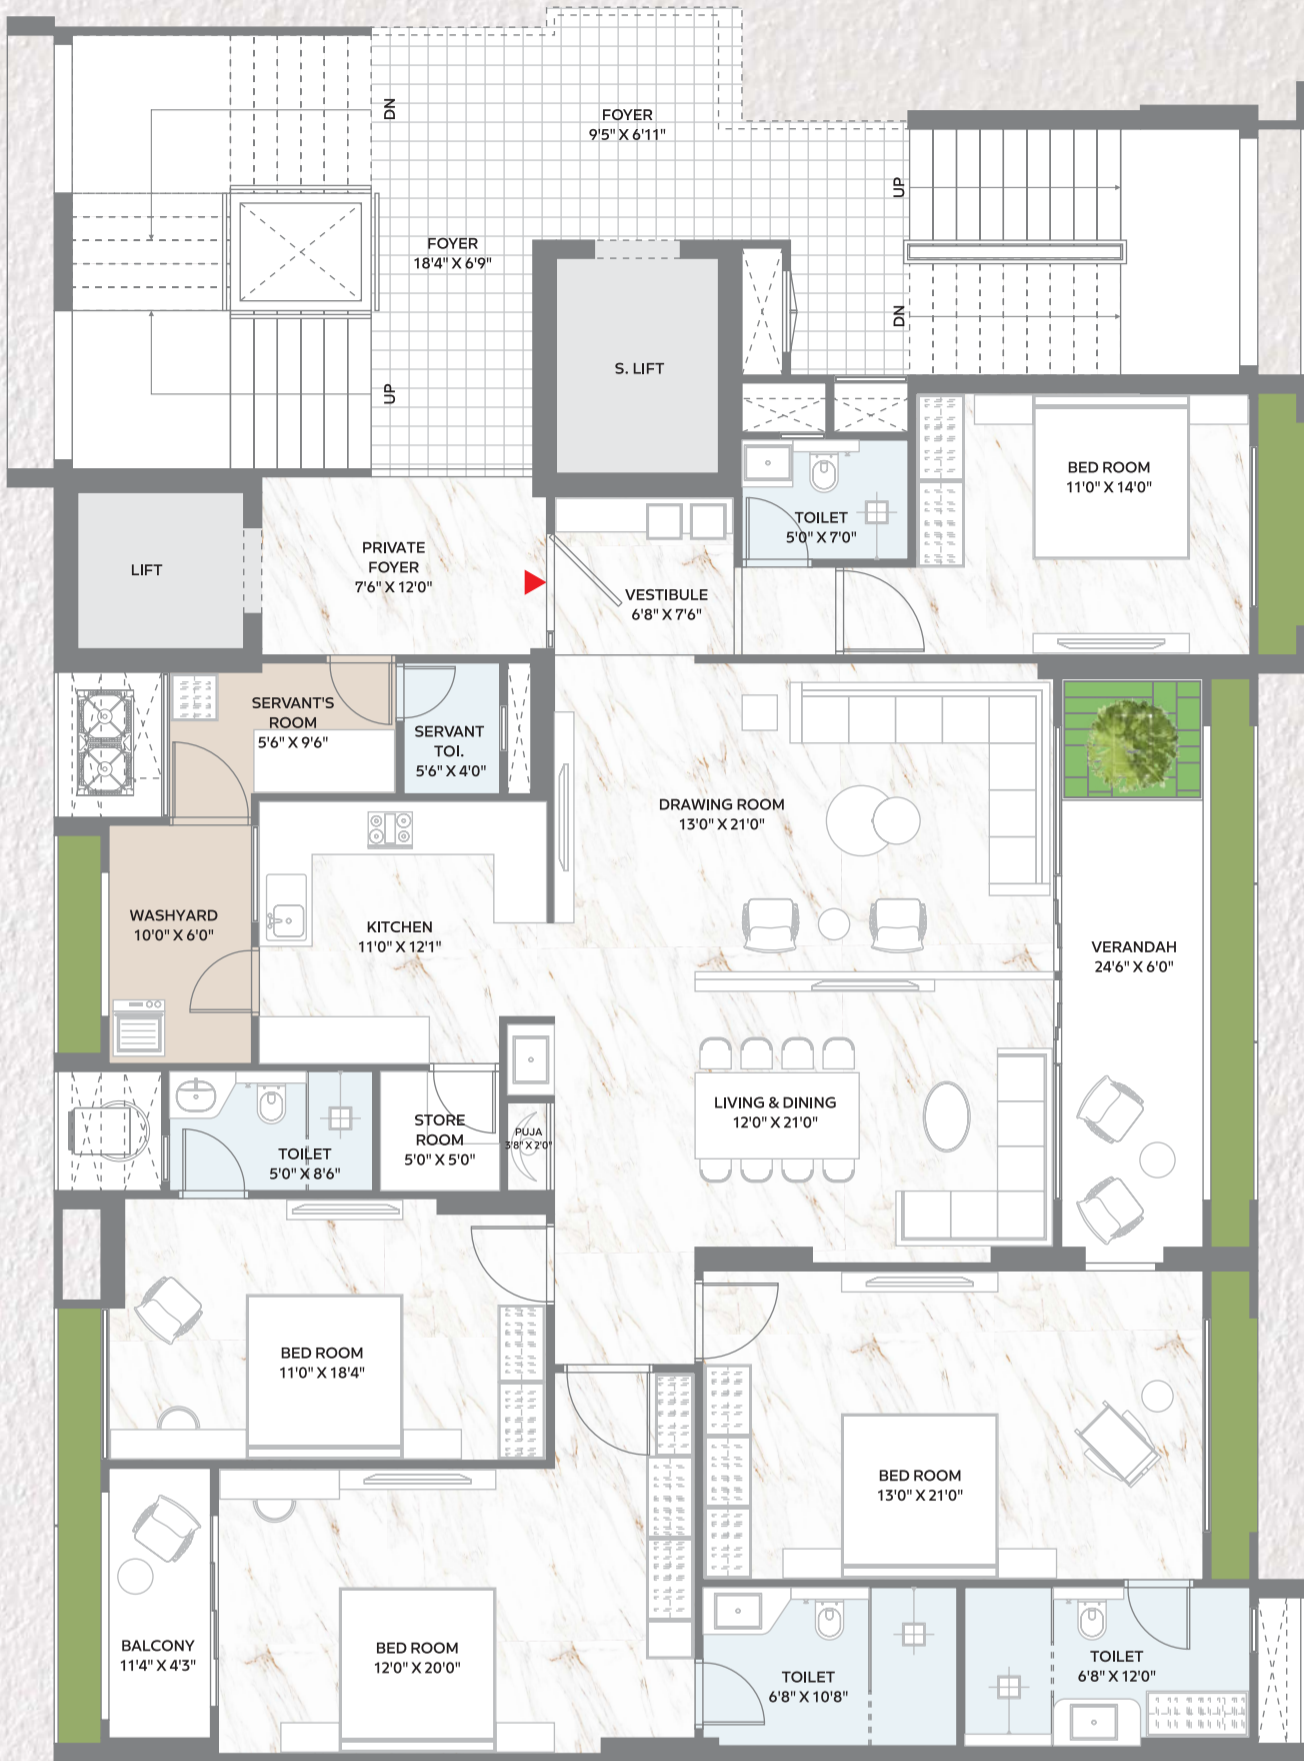 DN
FOYER
9'5" X 6'11"
UP
FOYER
18'4" X 6'9"
DN
S. LIFT
UP
BED ROOM
11'0" X 14'0"
TOILET
5'0" X 7'0"
PRIVATE
FOYER
7'6" X 12'0"
LIFT
VESTIBULE
6'8" X 7'6"
SERVANT'S
ROOM
5'6" X 9'6"
SERVANT
TOI.
5'6" X 4'0"
DRAWING ROOM
13'0" X 21'0"
WASHYARD
10'0" X 6'0"
KITCHEN
11'0" X 12'1"
VERANDAH
24'6" X 6'0"
LIVING & DINING
12'0" X 21'0"
STORE
ROOM
5'0" X 5'0"
PUJA
3'8" X 2'0"
TOILET
5'0" X 8'6"
BED ROOM
11'0" X 18'4"
BED ROOM
13'0" X 21'0"
BALCONY
11'4" X 4'3"
BED ROOM
12'0" X 20'0"
TOILET
6'8" X 10'8"
TOILET
6'8" X 12'0"